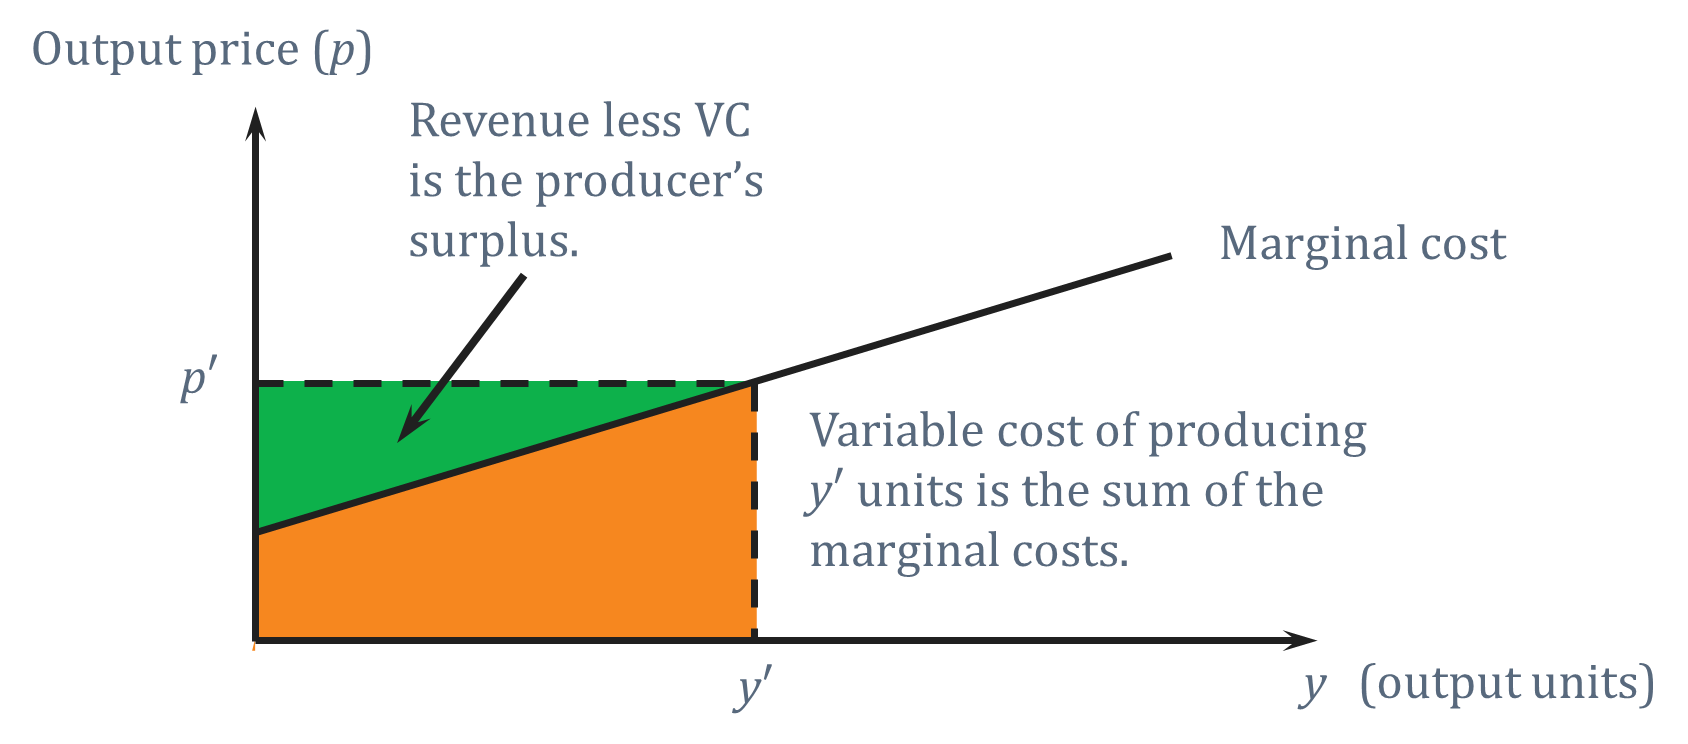 Output price (p)
Revenue less VC
is the producer’s
surplus.
Marginal cost
p′
Variable cost of producing
y′ units is the sum of the
marginal costs.
y′
y (output units)